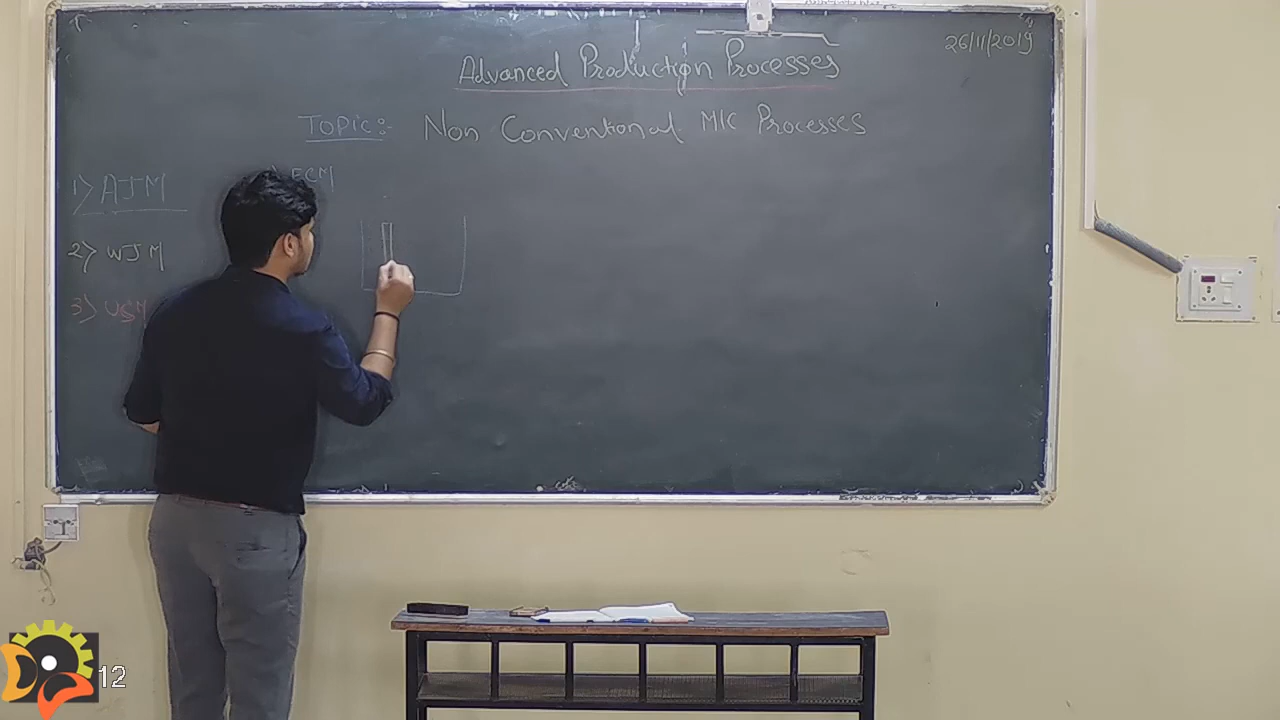 26/11/2019
Advanced Production Processes
Topic:- Non Conventional M/C Processes
1) AJM
ECM
2) WJM
3) USM
12